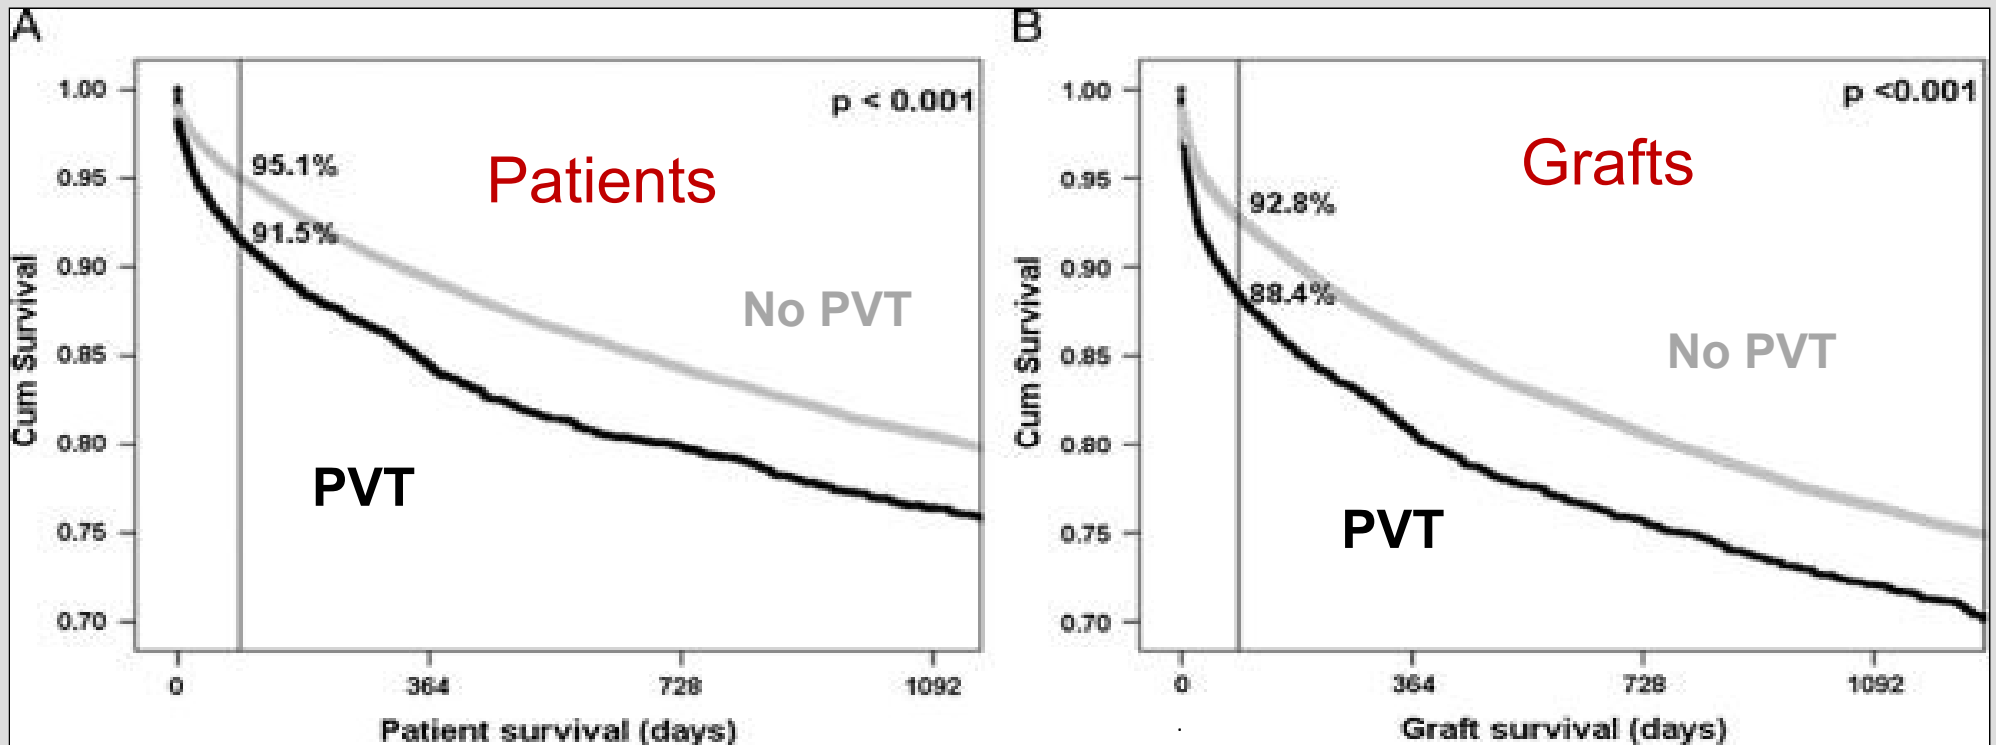 A
1.00
0.95
0.90
0.85
0.80
0.75
0.70
Cum Survival
p < 0.001
Patients
95.1%
91.5%
No PVT
PVT
0 364 728 1092
Patient survival (days)
B
1.00
0.95
0.90
0.85
0.80
0.75
0.70
Cum Survival
p <0.001
Grafts
92.8%
88.4%
No PVT
PVT
0 364 728 1092
Graft survival (days)